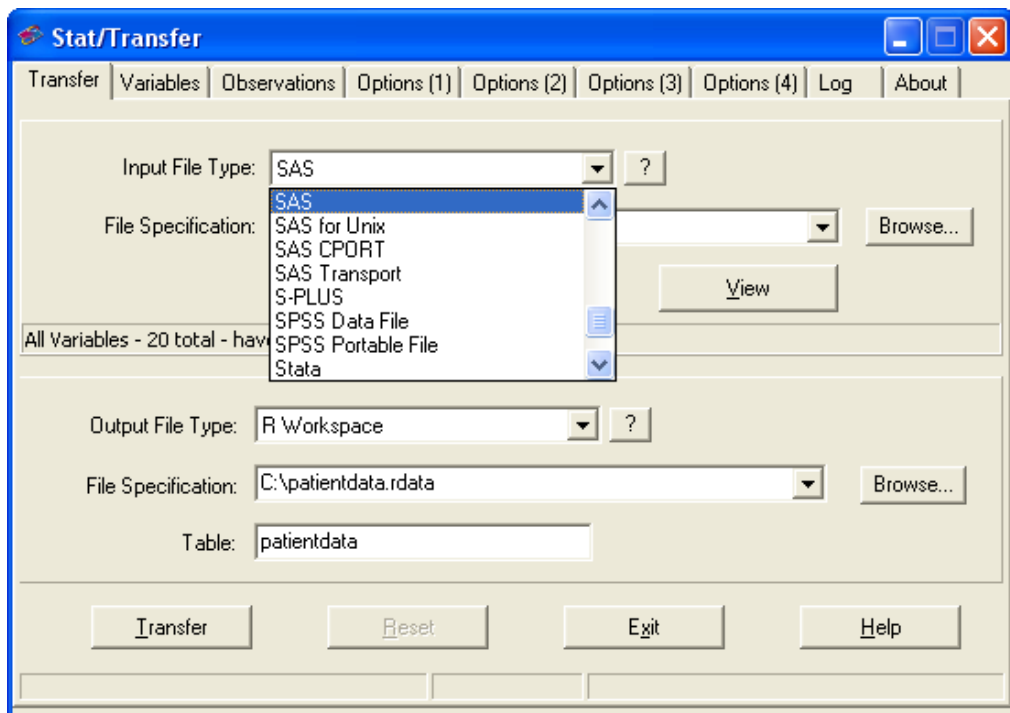 Stat/Transfer
Transfer Variables Observations Options (1) Options (2) Options (3) Options (4) Log About
Input File Type: SAS ?
SAS
File Specification: SAS for Unix Browse...
SAS CPORT
SAS Transport
S-PLUS View
SPSS Data File
All Variables - 20 total - hav SPSS Portable File
Stata
Output File Type: R Workspace ?
File Specification: C:\patientdata.rdata Browse...
Table: patientdata
Transfer Reset Exit Help